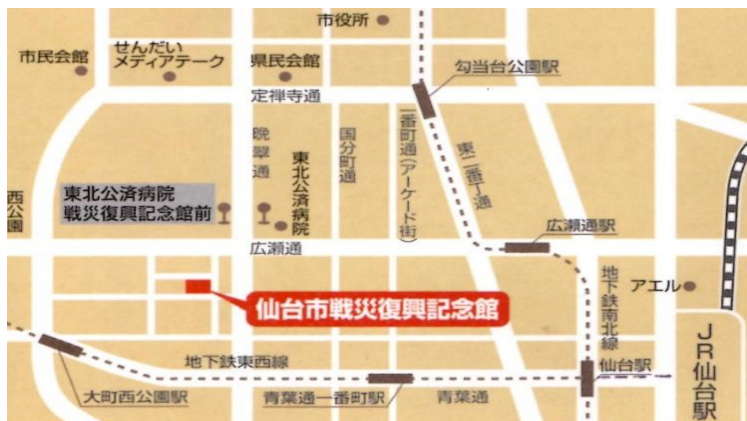 市役所
市民会館
せんだい
メディアテーク
県民会館
勾当台公園駅
定禅寺通
晩翠通
国分町通
一番町通(アーケード街)
東二番丁通
東北公済病院
西公園
東北公済病院
戦災復興記念館前
広瀬通
広瀬通駅
地下鉄南北線
アエル
仙台市戦災復興記念館
JR仙台駅
地下鉄東西線
仙台駅
大町西公園駅
青葉通一番町駅
青葉通